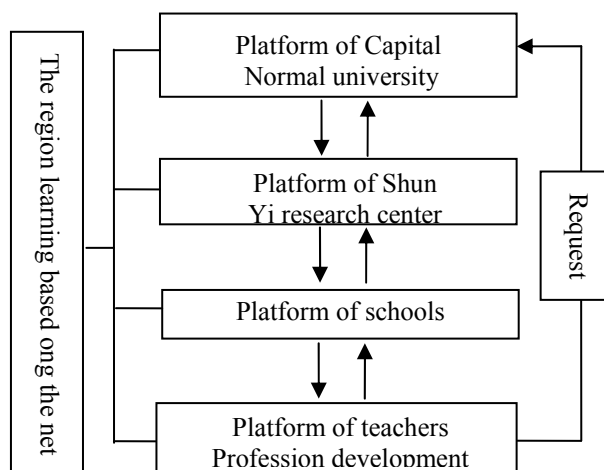 The region learning based ong the net
Platform of Capital
Normal university
Platform of Shun
Yi research center
Platform of schools
Platform of teachers
Profession development
Request